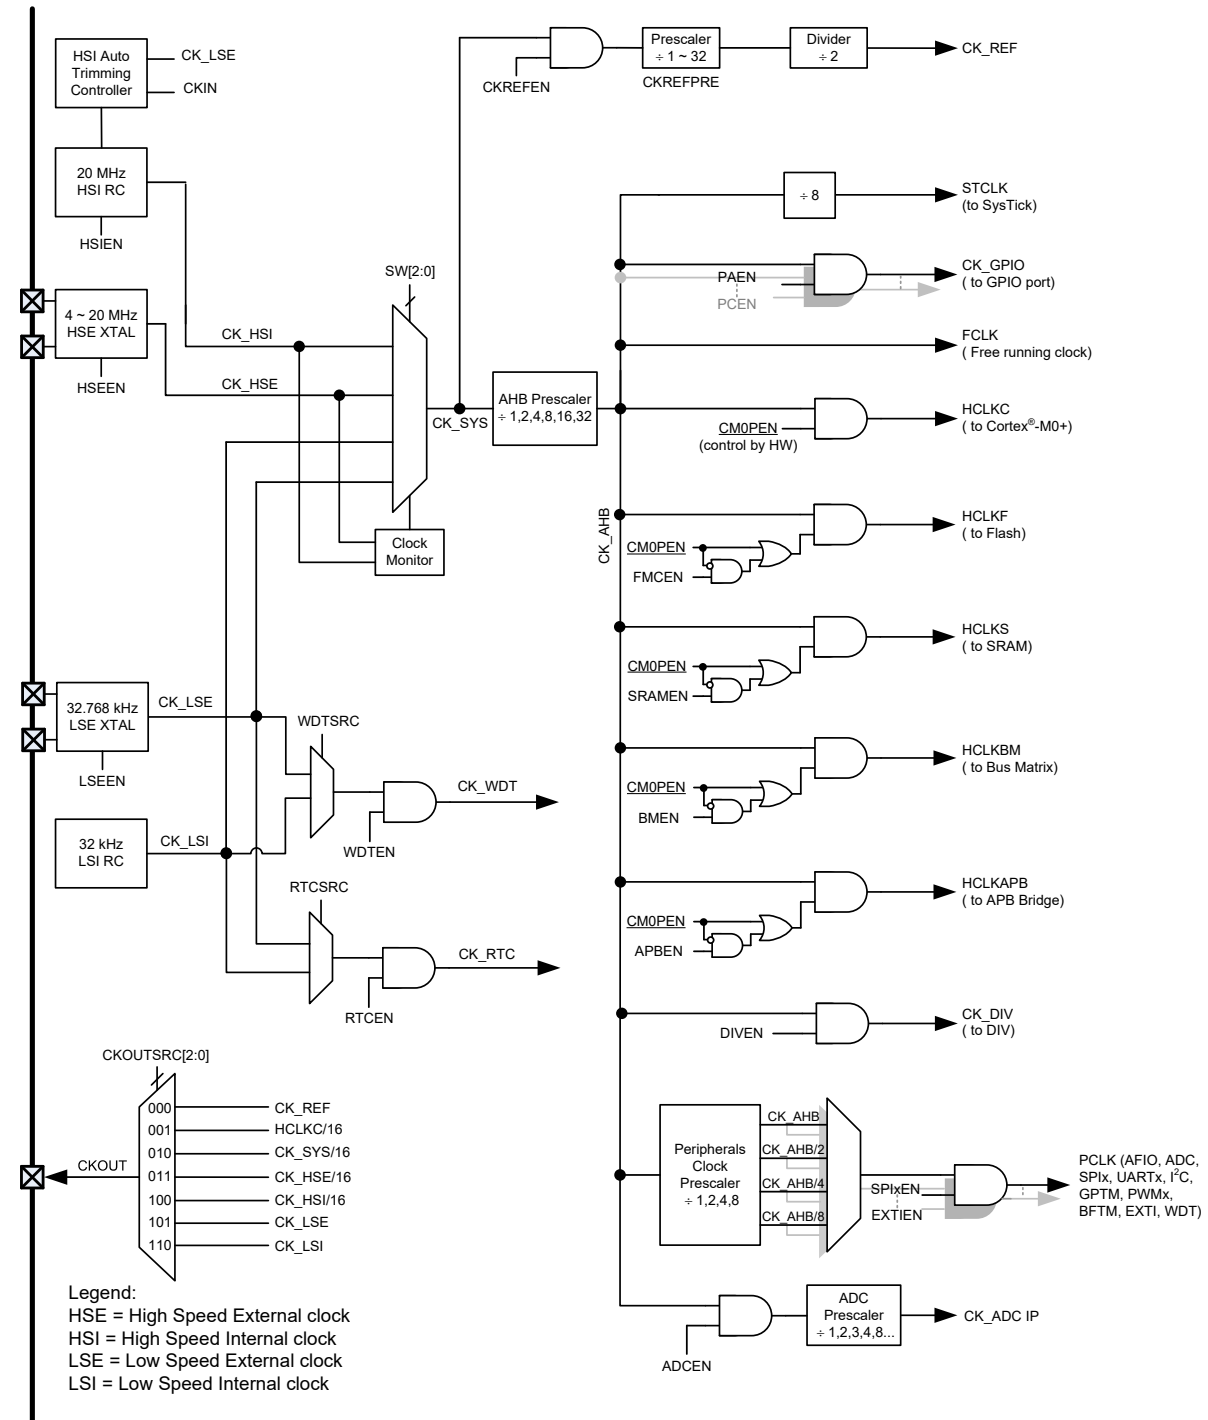 HSI Auto
Trimming
Controller
CK_LSE
CKIN
20 MHz
HSI RC
HSIEN
4 ~ 20 MHz
HSE XTAL
HSEEN
CK_HSI
CK_HSE
SW[2:0]
CK_SYS
Clock
Monitor
CKREFEN
Prescaler
÷ 1 ~ 32
CKREFPRE
Divider
÷ 2
CK_REF
AHB Prescaler
÷ 1,2,4,8,16,32
CK_AHB
÷ 8
STCLK
(to SysTick)
PAEN
PCEN
CK_GPIO
( to GPIO port)
FCLK
( Free running clock)
CM0PEN
(control by HW)
HCLKC
( to Cortex®-M0+)
CM0PEN
FMCEN
HCLKF
( to Flash)
CM0PEN
SRAMEN
HCLKS
( to SRAM)
CM0PEN
BMEN
HCLKBM
( to Bus Matrix)
CM0PEN
APBEN
HCLKAPB
( to APB Bridge)
DIVEN
CK_DIV
( to DIV)
32.768 kHz
LSE XTAL
LSEEN
CK_LSE
32 kHz
LSI RC
CK_LSI
WDTSRC
WDTEN
CK_WDT
RTCSRC
RTCEN
CK_RTC
CKOUTSRC[2:0]
CKOUT
000 CK_REF
001 HCLKC/16
010 CK_SYS/16
011 CK_HSE/16
100 CK_HSI/16
101 CK_LSE
110 CK_LSI
Peripherals
Clock
Prescaler
÷ 1,2,4,8
CK_AHB
CK_AHB/2
CK_AHB/4
CK_AHB/8
SPIxEN
EXTIEN
PCLK (AFIO, ADC,
SPIx, UARTx, I²C,
GPTM, PWMx,
BFTM, EXTI, WDT)
ADCEN
ADC
Prescaler
÷ 1,2,3,4,8...
CK_ADC IP
Legend:
HSE = High Speed External clock
HSI = High Speed Internal clock
LSE = Low Speed External clock
LSI = Low Speed Internal clock